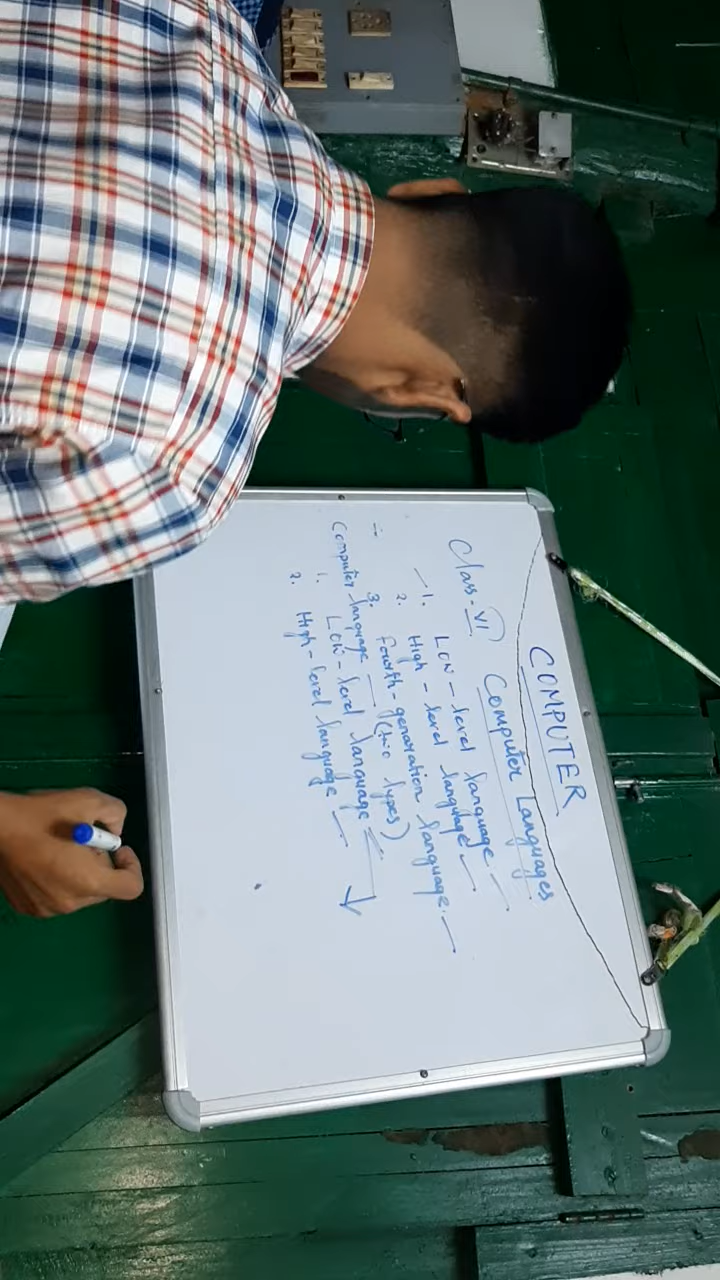 COMPUTER
Class-VI Computer Languages
1. Low-level language.
2. High-level language
3. Fourth-genaration language.
Computer language (two types)
1. Low-level language
2. High-level language